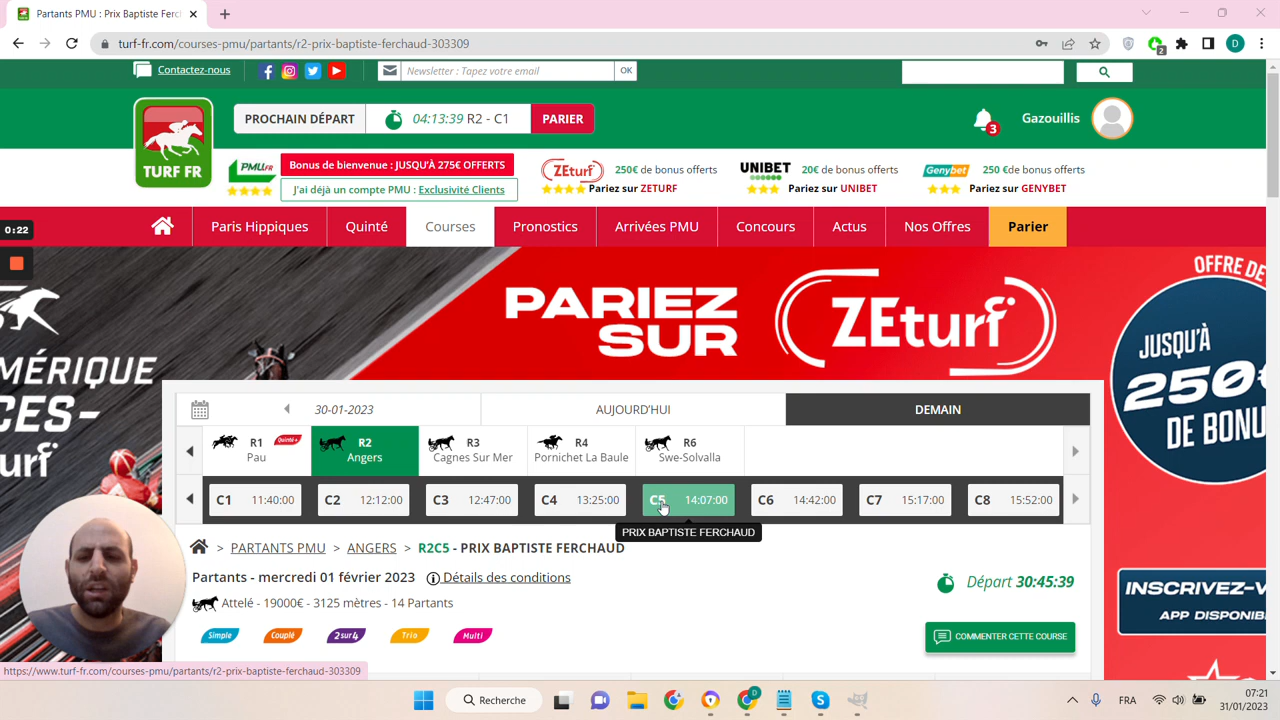 Partants PMU : Prix Baptiste Ferc
turf-fr.com/courses-pmu/partants/r2-prix-baptiste-ferchaud-303309
2
D
Contactez-nous
Newsletter : Tapez votre email
OK
TURF FR
PROCHAIN DÉPART
04:13:39 R2 - C1
PARIER
3
Gazouillis
PMU.FR
Bonus de bienvenue : JUSQU'À 275€ OFFERTS
J'ai déjà un compte PMU : Exclusivité Clients
ZEturf
250€ de bonus offerts
Pariez sur ZETURF
UNIBET
20€ de bonus offerts
Pariez sur UNIBET
Genybet
250 €de bonus offerts
Pariez sur GENYBET
0:22
Paris Hippiques
Quinté
Courses
Pronostics
Arrivées PMU
Concours
Actus
Nos Offres
Parier
OFFRE DE
PARIEZ
SUR
ZEturf
MÉRIQUE
CES-
urf
JUSQU'À
250€
DE BONU
30-01-2023
AUJOURD'HUI
DEMAIN
R1
Pau
Quinté+
R2
Angers
R3
Cagnes Sur Mer
R4
Pornichet La Baule
R6
Swe-Solvalla
C1 11:40:00
C2 12:12:00
C3 12:47:00
C4 13:25:00
C5 14:07:00
C6 14:42:00
C7 15:17:00
C8 15:52:00
PRIX BAPTISTE FERCHAUD
> PARTANTS PMU > ANGERS > R2C5 - PRIX BAPTISTE FERCHAUD
Partants - mercredi 01 février 2023 Détails des conditions
Départ 30:45:39
Attelé - 19000€ - 3125 mètres - 14 Partants
INSCRIVEZ-V
APP DISPONIB
Simple
Couplé
2sur4
Trio
Multi
COMMENTER CETTE COURSE
https://www.turf-fr.com/courses-pmu/partants/r2-prix-baptiste-ferchaud-303309
Recherche
D
FRA
07:21
31/01/2023